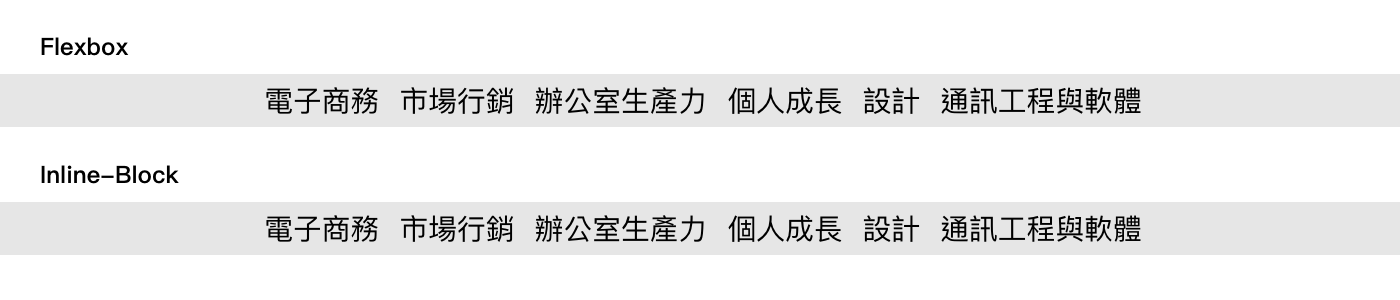 Flexbox
電子商務 市場行銷 辦公室生產力 個人成長 設計 通訊工程與軟體
Inline-Block
電子商務 市場行銷 辦公室生產力 個人成長 設計 通訊工程與軟體